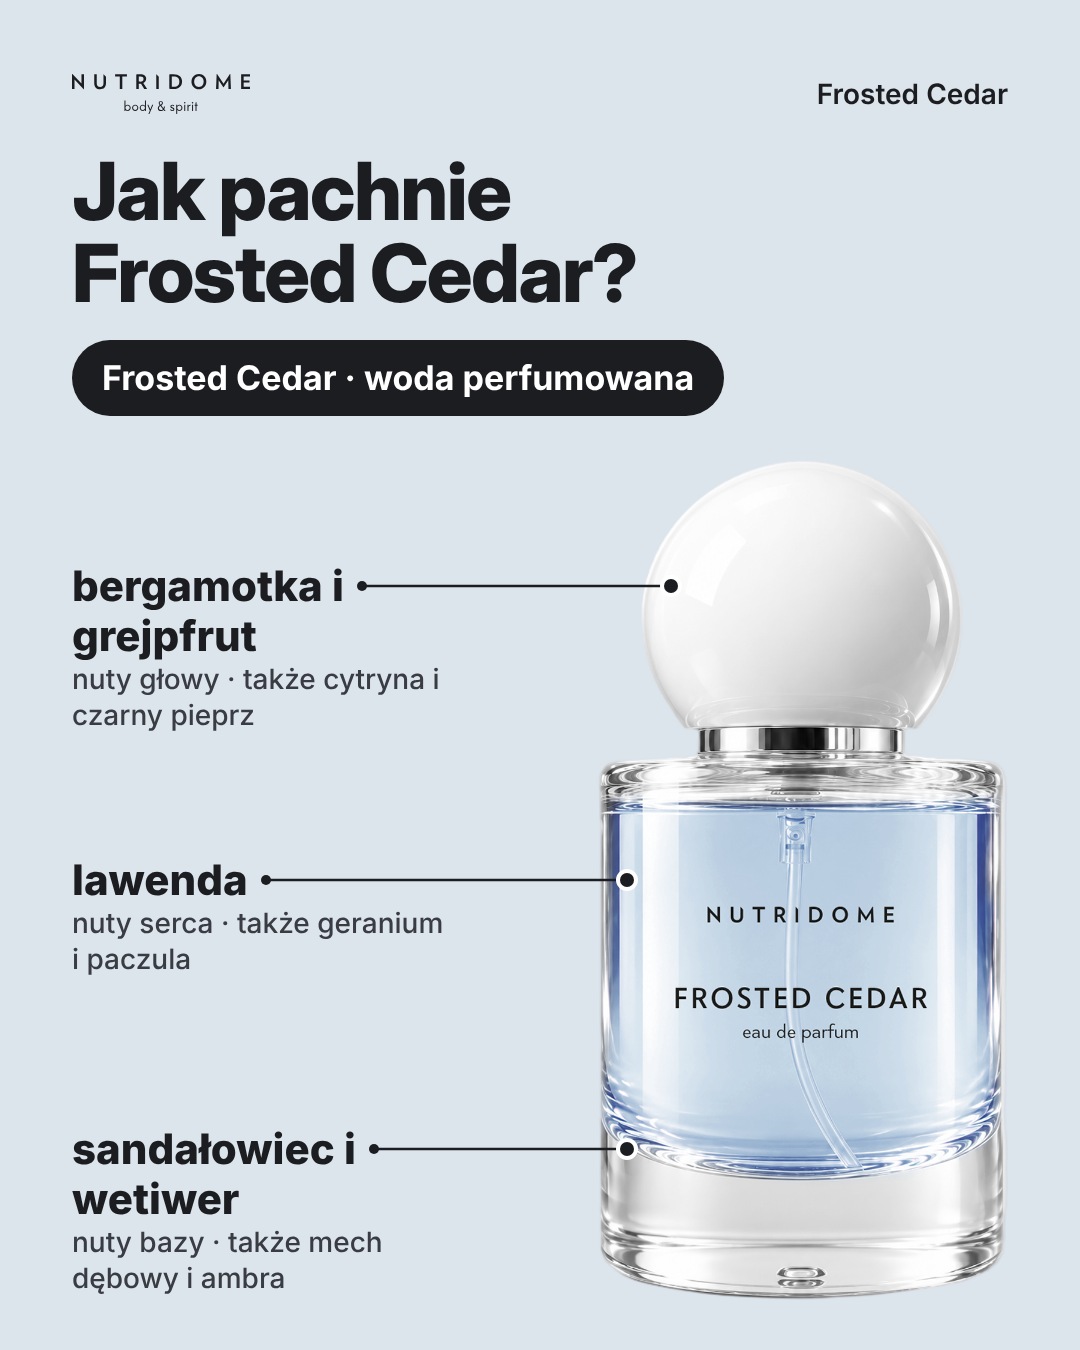 NUTRIDOME
body & spirit
Frosted Cedar
Jak pachnie
Frosted Cedar?
Frosted Cedar · woda perfumowana
bergamotka i
grejpfrut
nuty głowy · także cytryna i
czarny pieprz
lawenda
nuty serca · także geranium
i paczula
NUTRIDOME
FROSTED CEDAR
eau de parfum
sandałowiec i
wetiwer
nuty bazy · także mech
dębowy i ambra